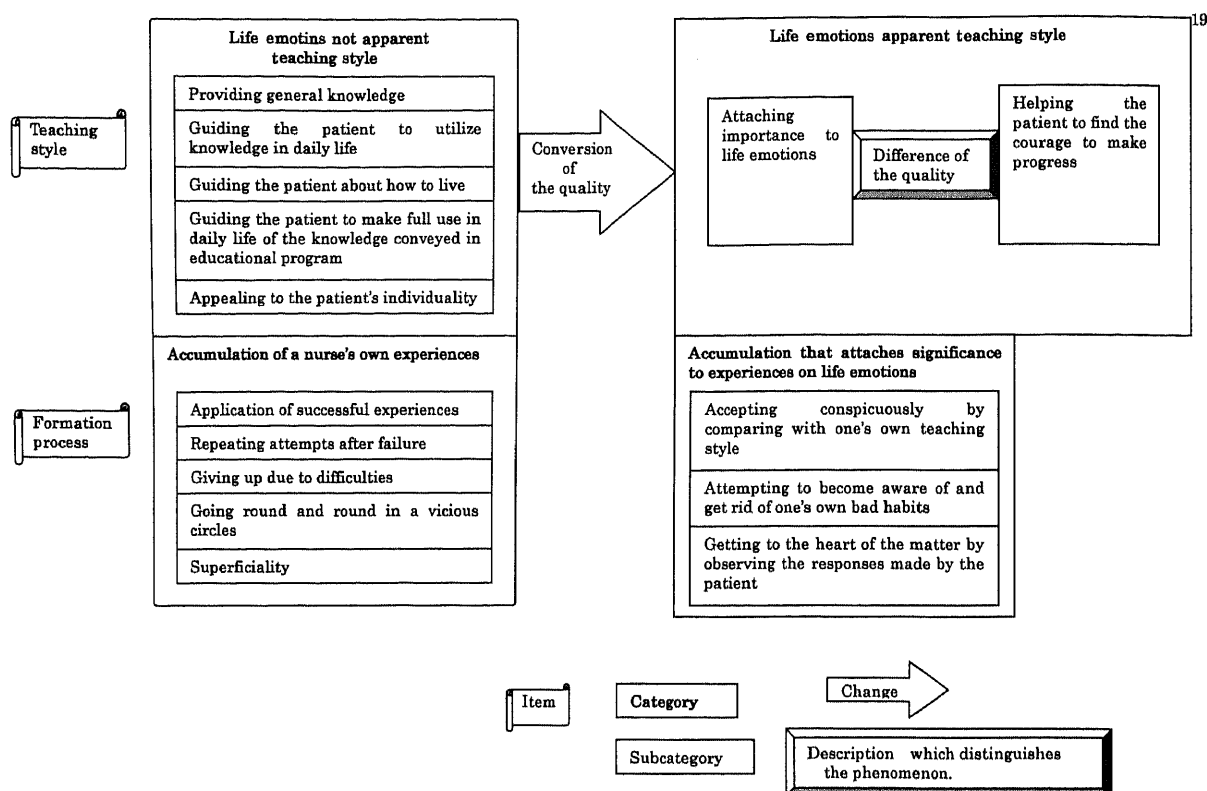 19
Life emotins not apparent
teaching style
Life emotions apparent teaching style
Teaching
style
Providing general knowledge
Guiding the patient to utilize
knowledge in daily life
Guiding the patient about how to live
Guiding the patient to make full use in
daily life of the knowledge conveyed in
educational program
Appealing to the patient's individuality
Conversion
of
the quality
Attaching
importance to
life emotions
Difference of
the quality
Helping the
patient to find the
courage to make
progress
Formation
process
Accumulation of a nurse's own experiences
Application of successful experiences
Repeating attempts after failure
Giving up due to difficulties
Going round and round in a vicious
circles
Superficiality
Accumulation that attaches significance
to experiences on life emotions
Accepting conspicuously by
comparing with one's own teaching
style
Attempting to become aware of and
get rid of one's own bad habits
Getting to the heart of the matter by
observing the responses made by the
patient
Item
Category
Change
Subcategory
Description which distinguishes
the phenomenon.